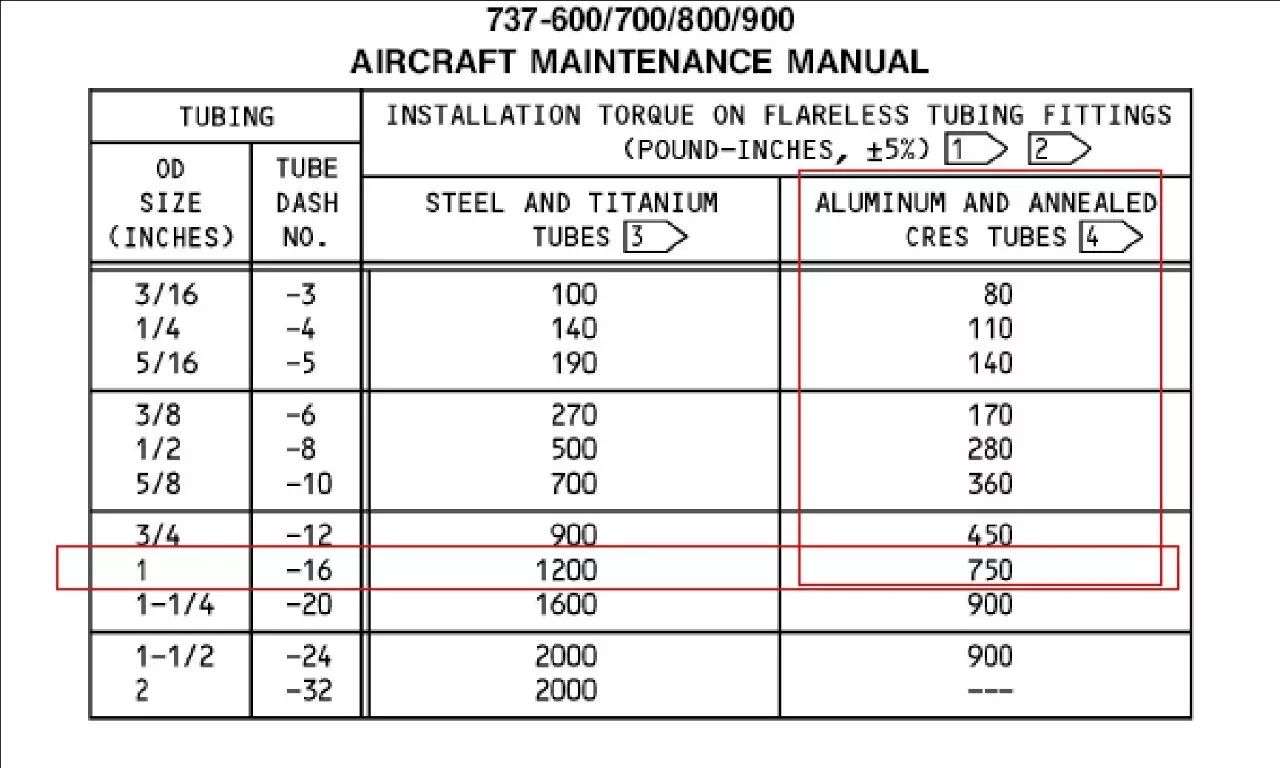 737-600/700/800/900
AIRCRAFT MAINTENANCE MANUAL
TUBING
INSTALLATION TORQUE ON FLARELESS TUBING FITTINGS
(POUND-INCHES, ±5%) 1 2
OD SIZE (INCHES)
TUBE DASH NO.
STEEL AND TITANIUM TUBES 3
ALUMINUM AND ANNEALED CRES TUBES 4
3/16 -3 100 80
1/4 -4 140 110
5/16 -5 190 140
3/8 -6 270 170
1/2 -8 500 280
5/8 -10 700 360
3/4 -12 900 450
1 -16 1200 750
1-1/4 -20 1600 900
1-1/2 -24 2000 900
2 -32 2000 ---